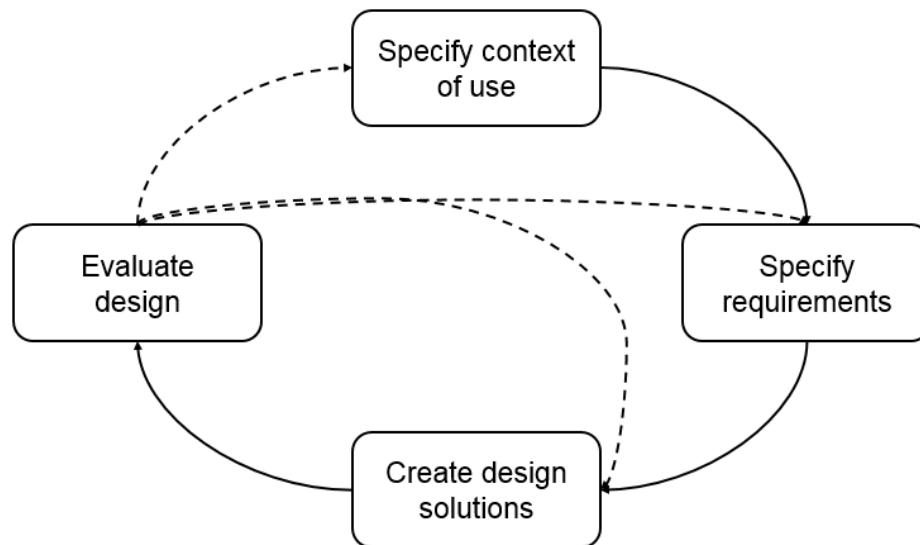 Specify context
of use
Evaluate
design
Specify
requirements
Create design
solutions